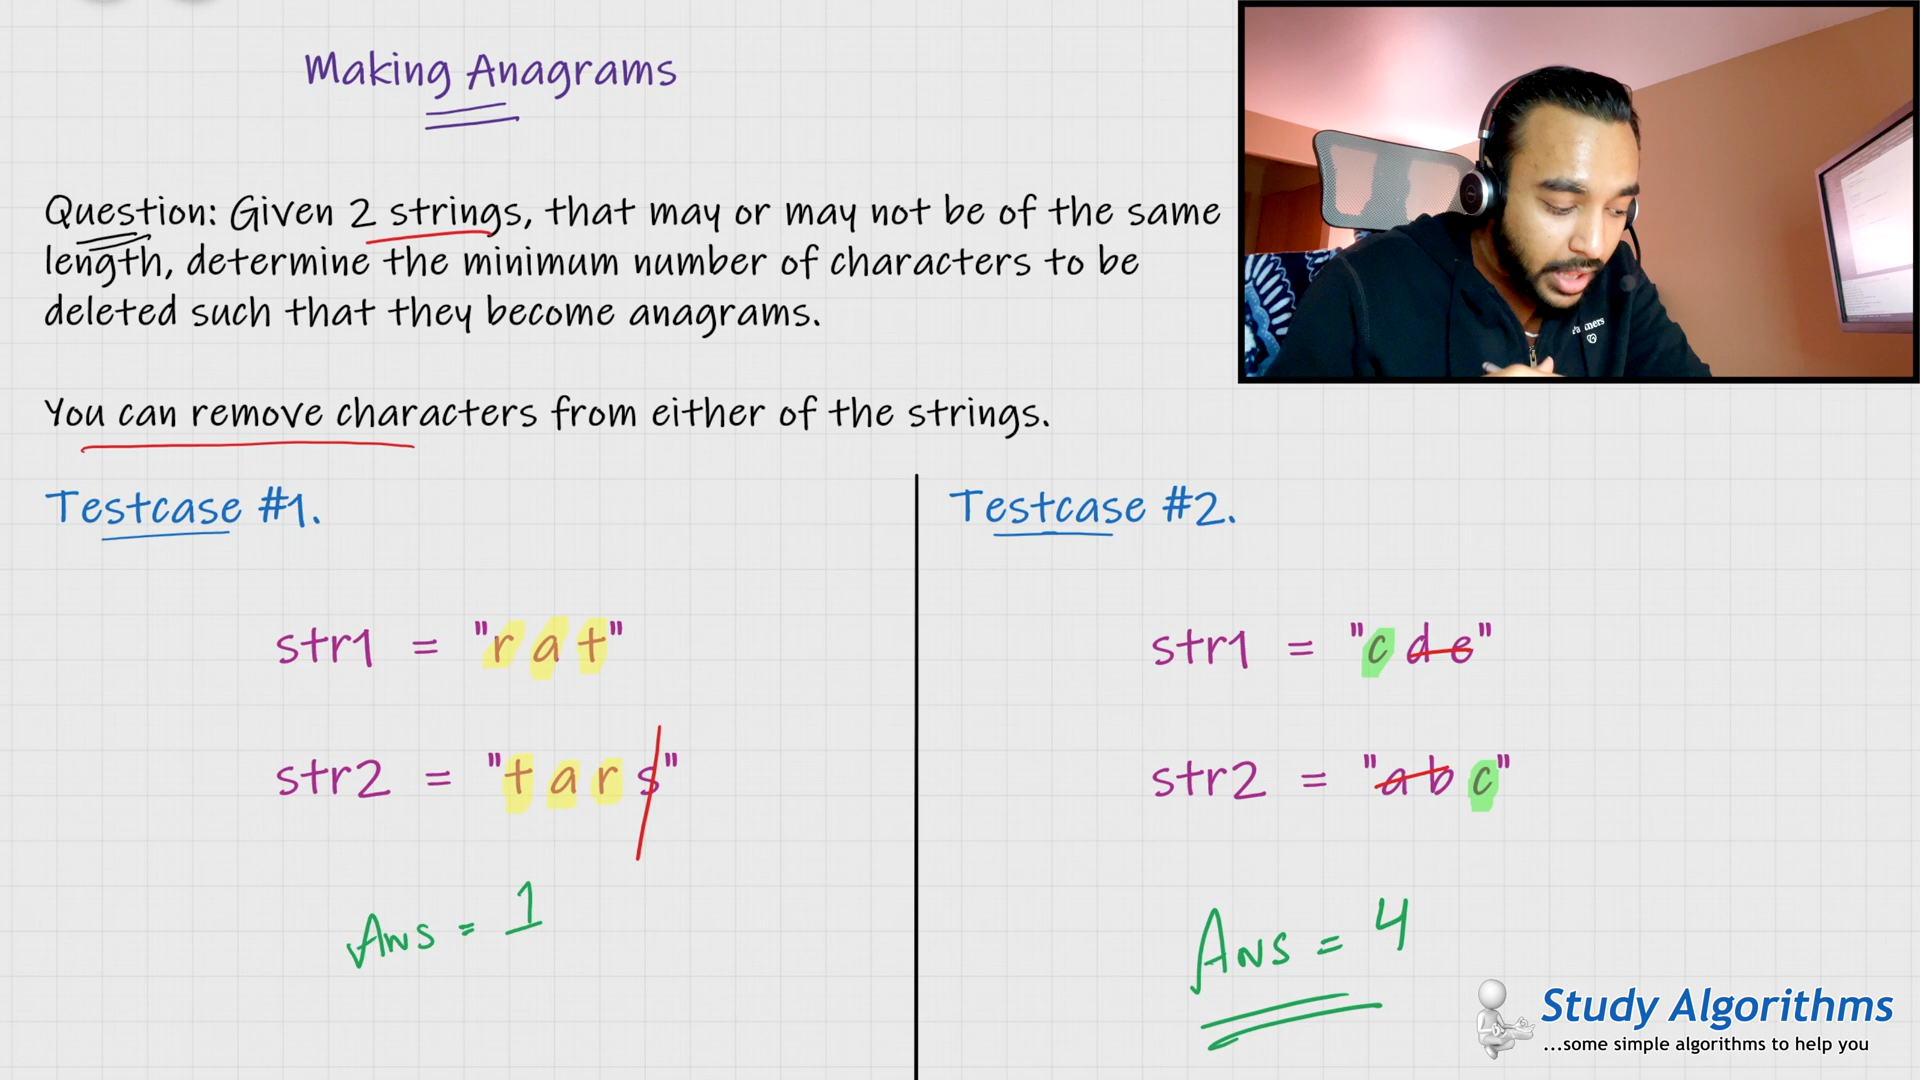 Making Anagrams
Question: Given 2 strings, that may or may not be of the same
length, determine the minimum number of characters to be
deleted such that they become anagrams.
You can remove characters from either of the strings.
Testcase #1.
str1 = "r a t"
str2 = "t a r s"
Ans = 1
Testcase #2.
str1 = "c d e"
str2 = "a b c"
Ans = 4
Study Algorithms
...some simple algorithms to help you